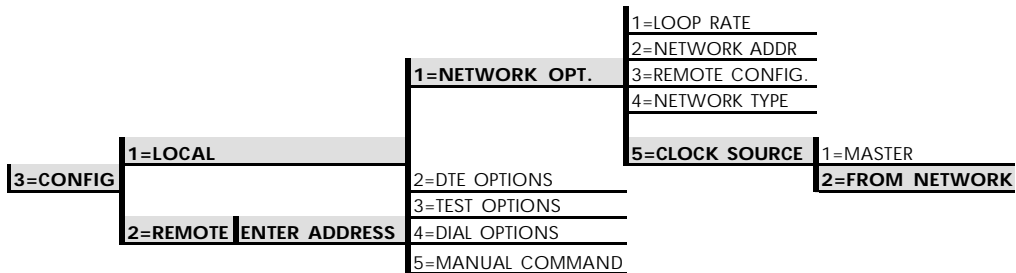 1=LOOP RATE
2=NETWORK ADDR
1=NETWORK OPT. 3=REMOTE CONFIG.
4=NETWORK TYPE
1=LOCAL 5=CLOCK SOURCE 1=MASTER
3=CONFIG 2=DTE OPTIONS 2=FROM NETWORK
3=TEST OPTIONS
2=REMOTE ENTER ADDRESS 4=DIAL OPTIONS
5=MANUAL COMMAND